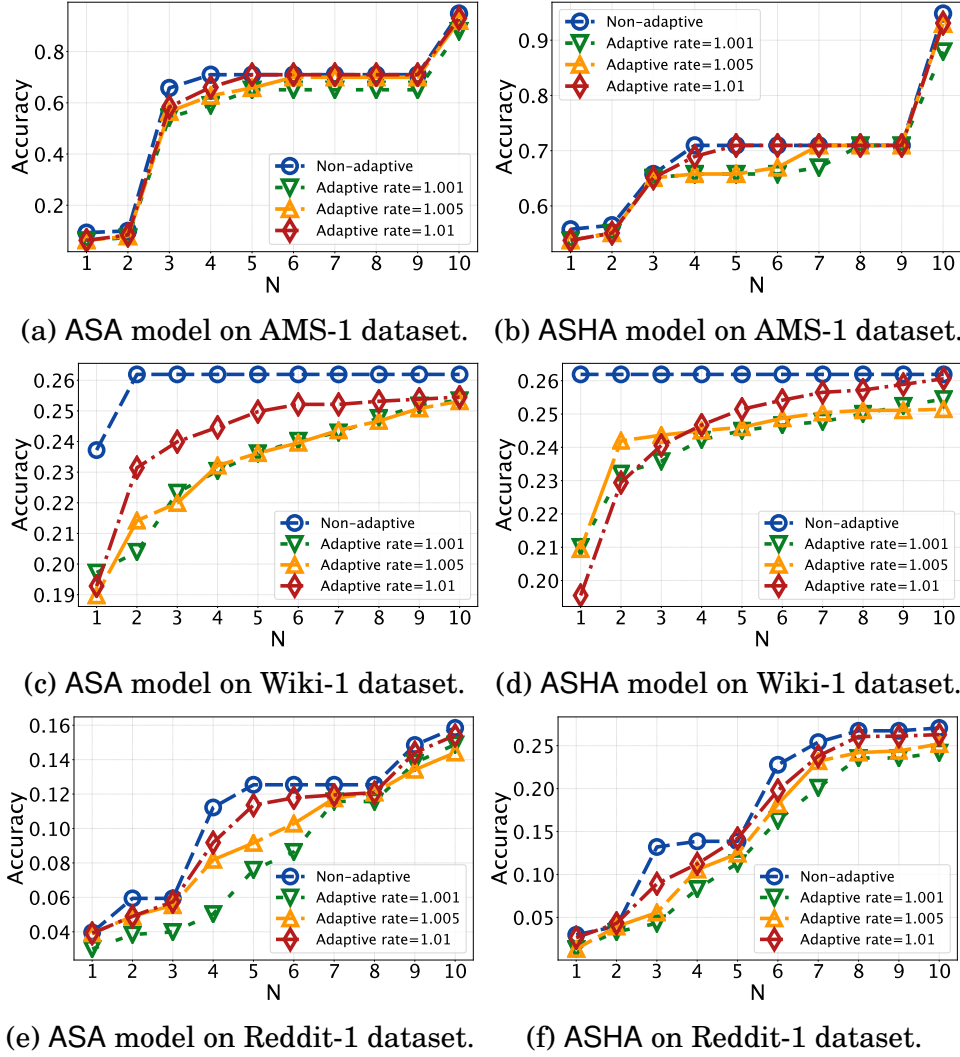 Accuracy
0.8
0.6
0.4
0.2
Non-adaptive
Adaptive rate=1.001
Adaptive rate=1.005
Adaptive rate=1.01
1 2 3 4 5 6 7 8 9 10
N
(a) ASA model on AMS-1 dataset.
Accuracy
0.9
0.8
0.7
0.6
Non-adaptive
Adaptive rate=1.001
Adaptive rate=1.005
Adaptive rate=1.01
1 2 3 4 5 6 7 8 9 10
N
(b) ASHA model on AMS-1 dataset.
Accuracy
0.26
0.25
0.24
0.23
0.22
0.21
0.20
0.19
Non-adaptive
Adaptive rate=1.001
Adaptive rate=1.005
Adaptive rate=1.01
1 2 3 4 5 6 7 8 9 10
N
(c) ASA model on Wiki-1 dataset.
Accuracy
0.26
0.25
0.24
0.23
0.22
0.21
0.20
Non-adaptive
Adaptive rate=1.001
Adaptive rate=1.005
Adaptive rate=1.01
1 2 3 4 5 6 7 8 9 10
N
(d) ASHA model on Wiki-1 dataset.
Accuracy
0.16
0.14
0.12
0.10
0.08
0.06
0.04
Non-adaptive
Adaptive rate=1.001
Adaptive rate=1.005
Adaptive rate=1.01
1 2 3 4 5 6 7 8 9 10
N
(e) ASA model on Reddit-1 dataset.
Accuracy
0.25
0.20
0.15
0.10
0.05
Non-adaptive
Adaptive rate=1.001
Adaptive rate=1.005
Adaptive rate=1.01
1 2 3 4 5 6 7 8 9 10
N
(f) ASHA on Reddit-1 dataset.